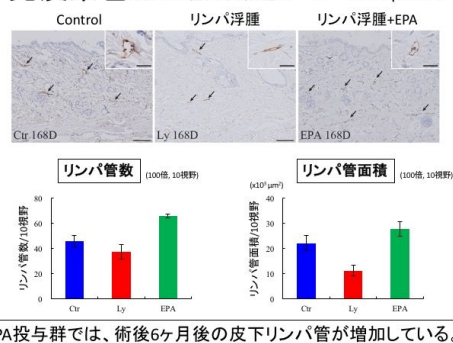 Control
リンパ浮腫
リンパ浮腫+EPA
Ctr 168D
Ly 168D
EPA 168D
リンパ管数 (100倍, 10視野)
リンパ管数/10視野
80
60
40
20
0
Ctr
Ly
EPA
リンパ管面積 (100倍, 10視野)
(x10³ μm²)
リンパ管面積/10視野
40
30
20
10
0
Ctr
Ly
EPA
PA投与群では、術後6ヶ月後の皮下リンパ管が増加している。